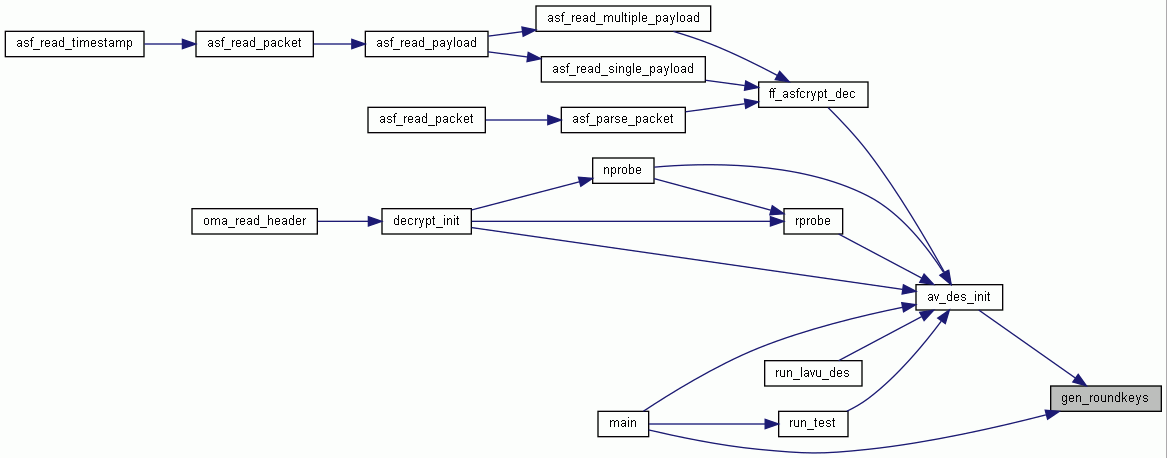 asf_read_multiple_payload
asf_read_timestamp
asf_read_packet
asf_read_payload
asf_read_single_payload
ff_asfcrypt_dec
asf_read_packet
asf_parse_packet
nprobe
oma_read_header
decrypt_init
rprobe
av_des_init
run_lavu_des
gen_roundkeys
main
run_test